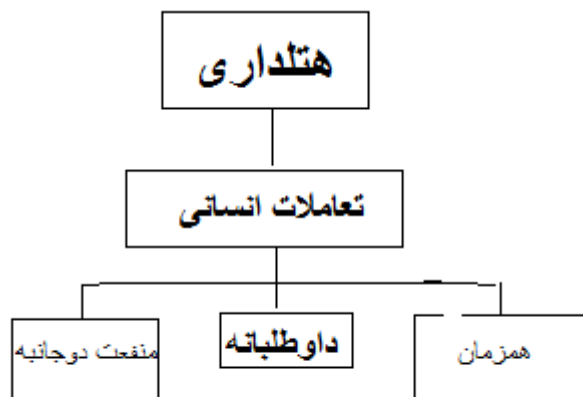 هتلداری
تعاملات انسانی
همزمان
داوطلبانه
منفعت دوجانبه